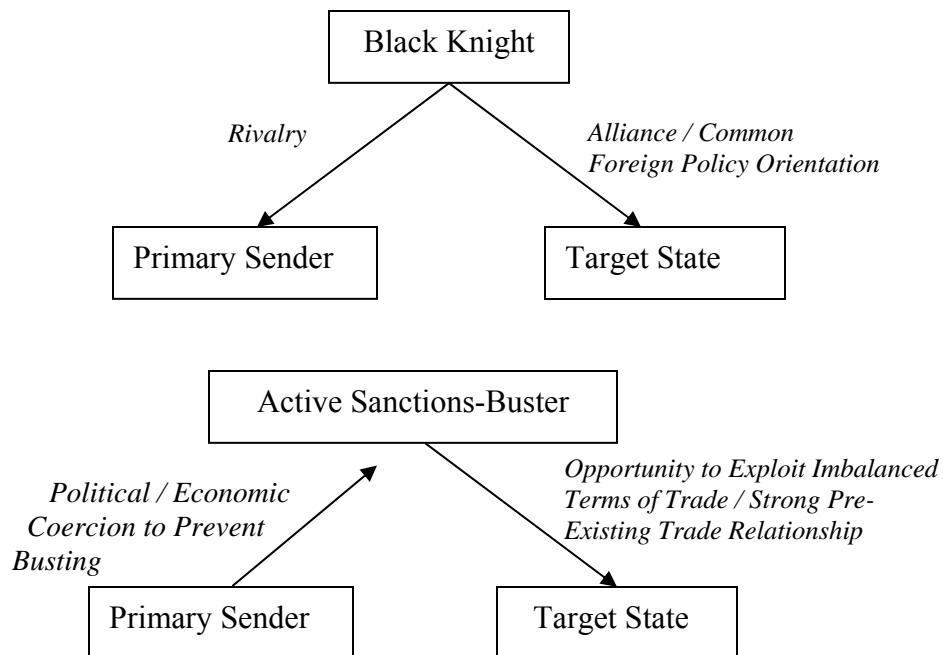 Black Knight
Rivalry
Alliance / Common
Foreign Policy Orientation
Primary Sender
Target State
Active Sanctions-Buster
Political / Economic
Coercion to Prevent
Busting
Opportunity to Exploit Imbalanced
Terms of Trade / Strong Pre-
Existing Trade Relationship
Primary Sender
Target State